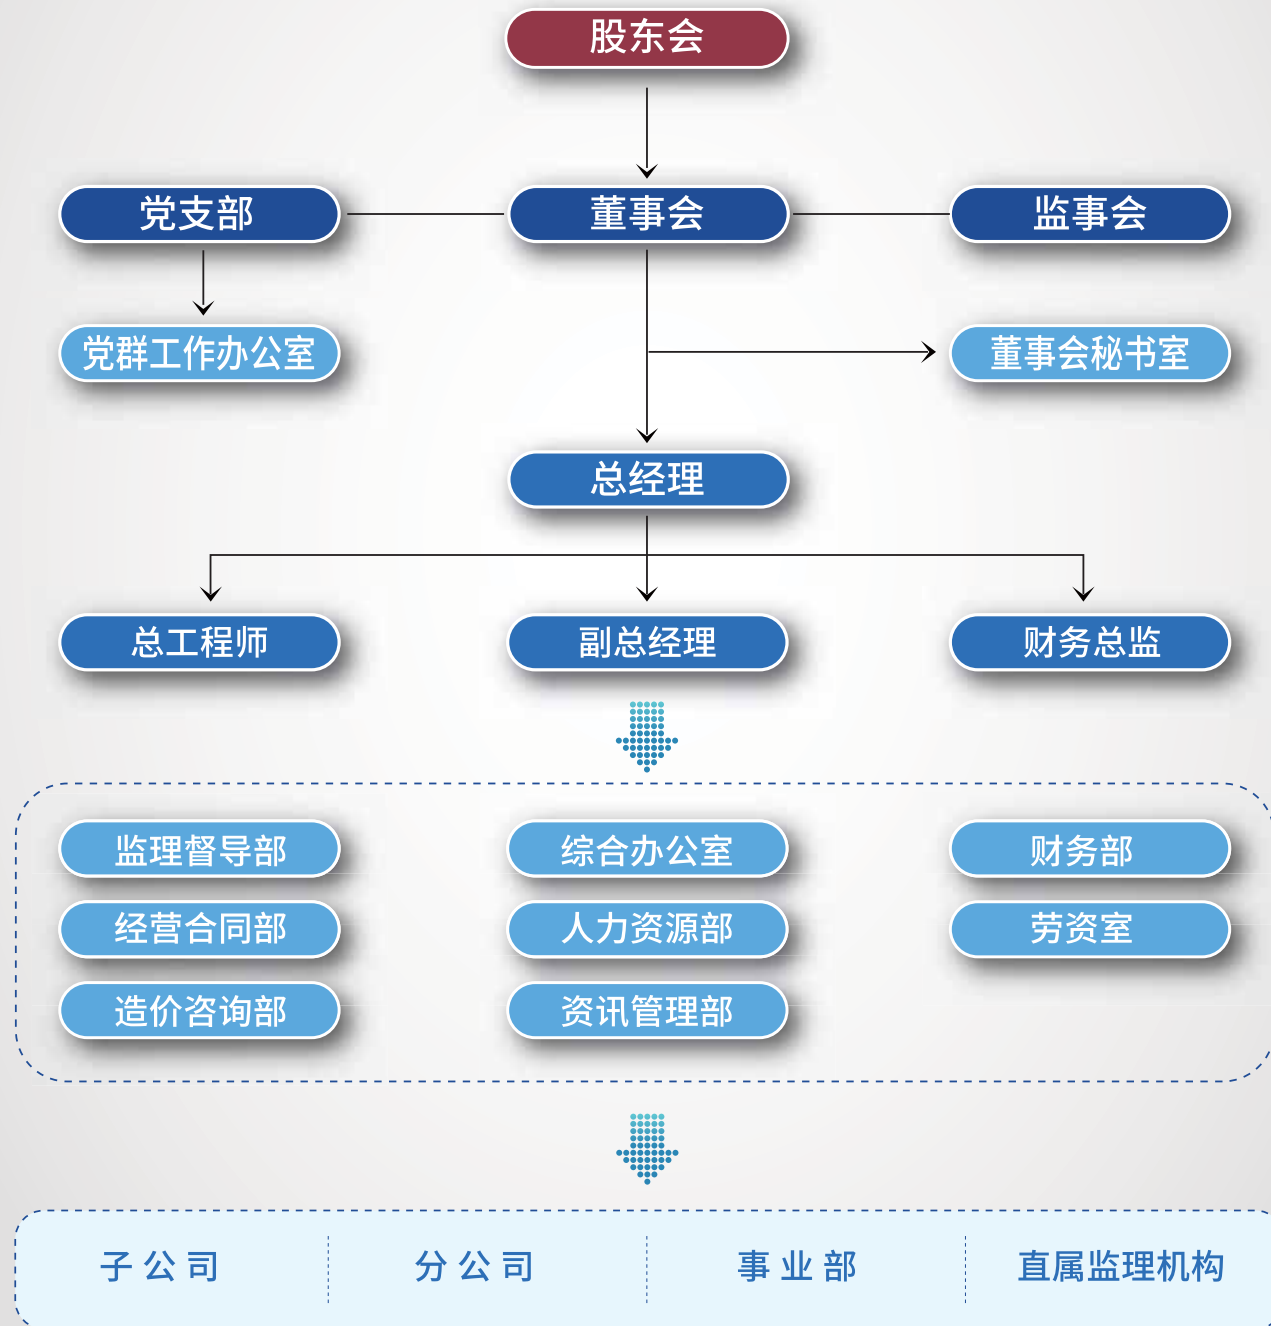 股东会
党支部
董事会
监事会
党群工作办公室
董事会秘书室
总经理
总工程师
副总经理
财务总监
监理督导部
综合办公室
财务部
经营合同部
人力资源部
劳资室
造价咨询部
资讯管理部
子公司
分公司
事业部
直属监理机构